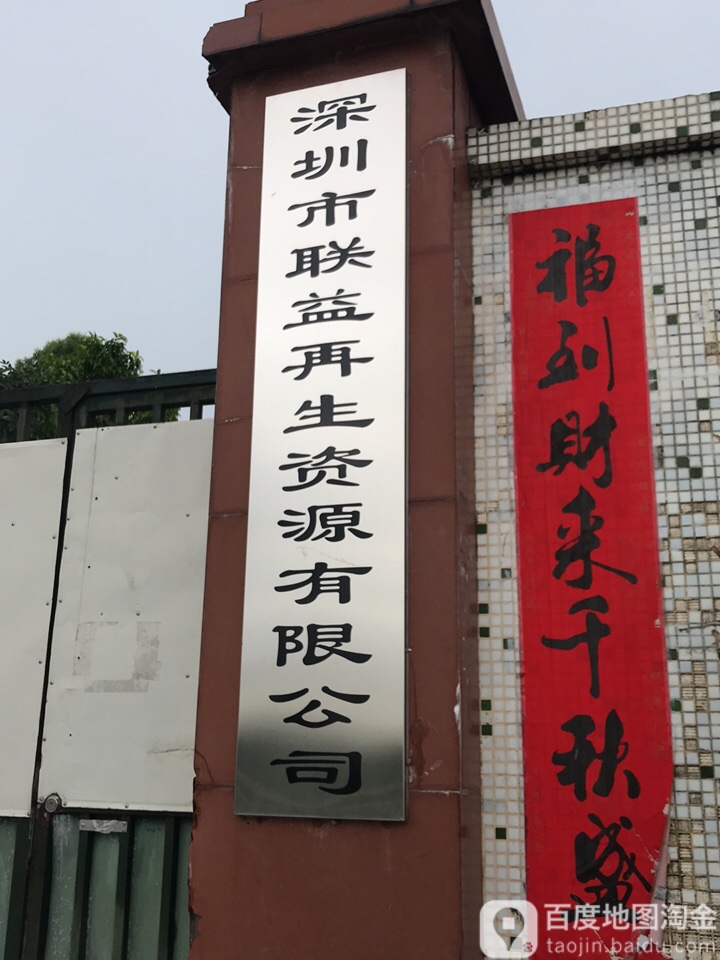 深圳市联益再生资源有限公司
福到财来千秋盛
百度地图淘金
taojin.baidu.com